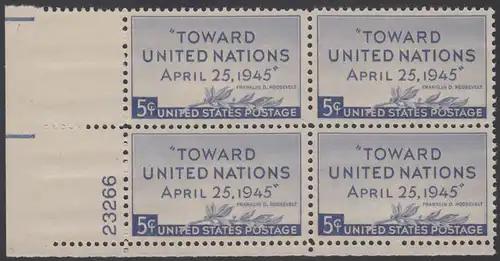 "TOWARD
UNITED NATIONS
APRIL 25, 1945"
FRANKLIN D. ROOSEVELT
5¢ UNITED STATES POSTAGE
"TOWARD
UNITED NATIONS
APRIL 25, 1945"
FRANKLIN D. ROOSEVELT
5¢ UNITED STATES POSTAGE
"TOWARD
UNITED NATIONS
APRIL 25, 1945"
FRANKLIN D. ROOSEVELT
5¢ UNITED STATES POSTAGE
"TOWARD
UNITED NATIONS
APRIL 25, 1945"
FRANKLIN D. ROOSEVELT
5¢ UNITED STATES POSTAGE
23266